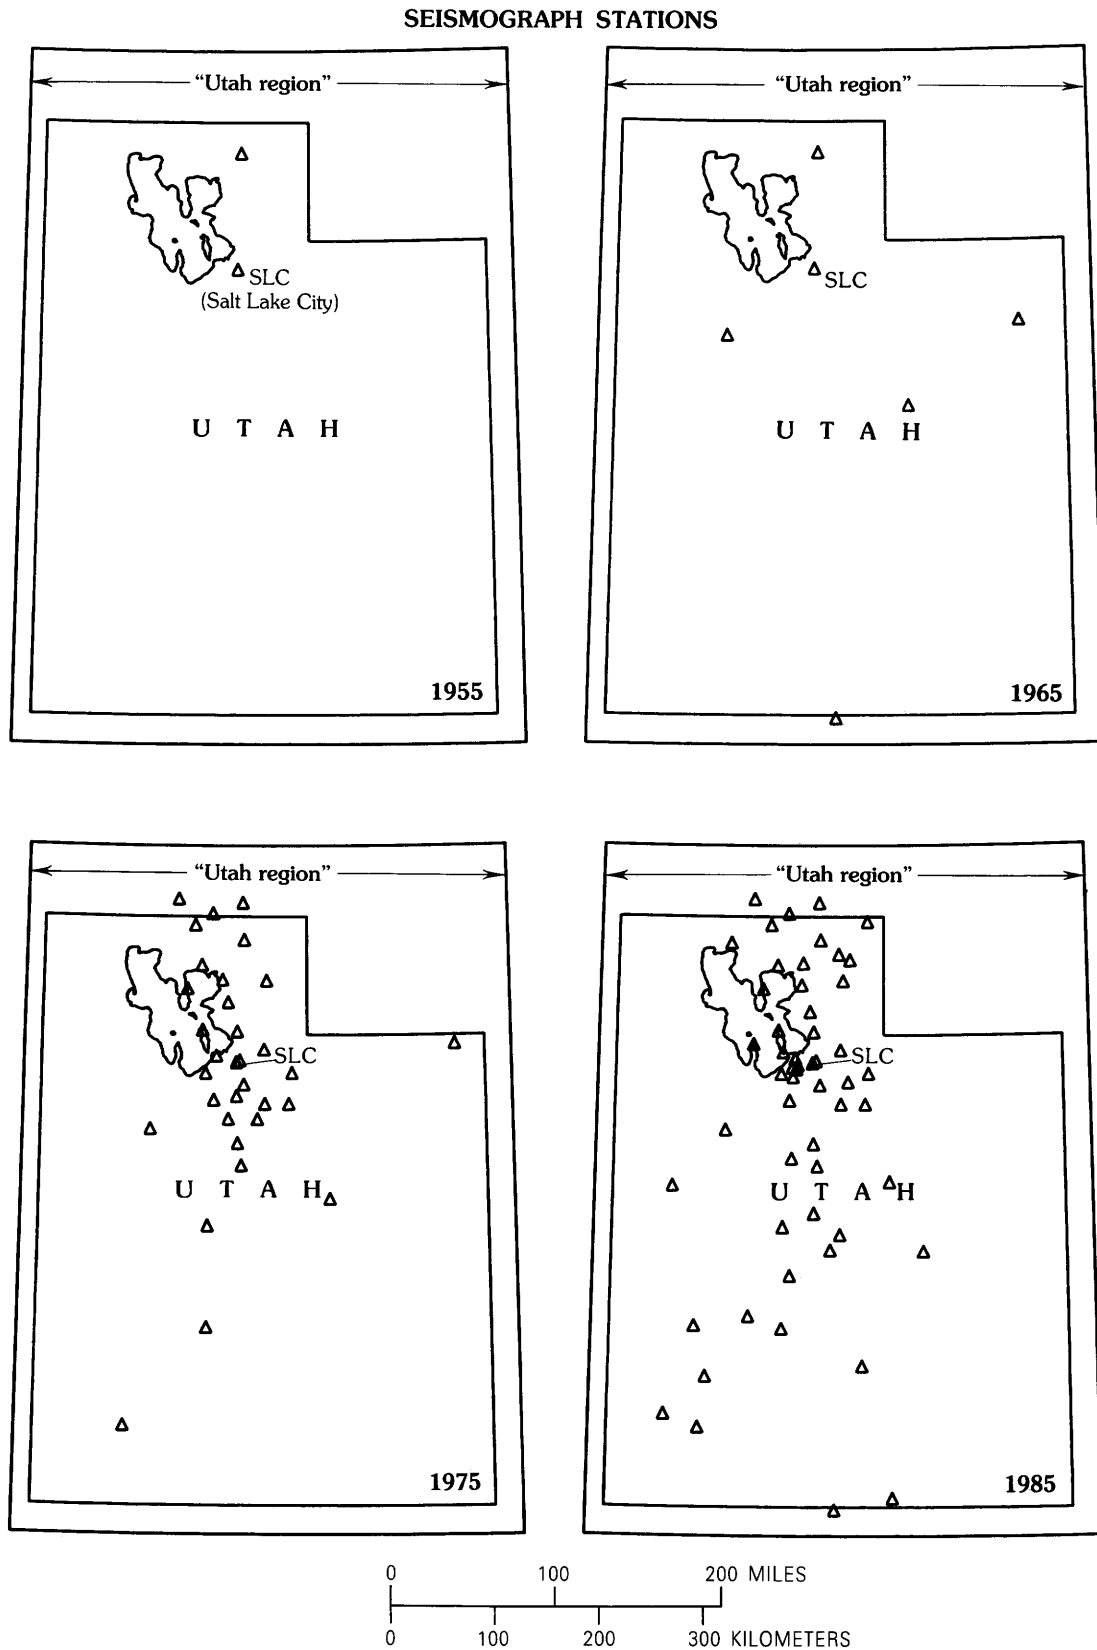 SEISMOGRAPH STATIONS
“Utah region”
SLC
(Salt Lake City)
U T A H
1955
“Utah region”
SLC
U T A H
1965
“Utah region”
SLC
U T A H
1975
“Utah region”
SLC
U T A H
1985
0 100 200 MILES
0 100 200 300 KILOMETERS